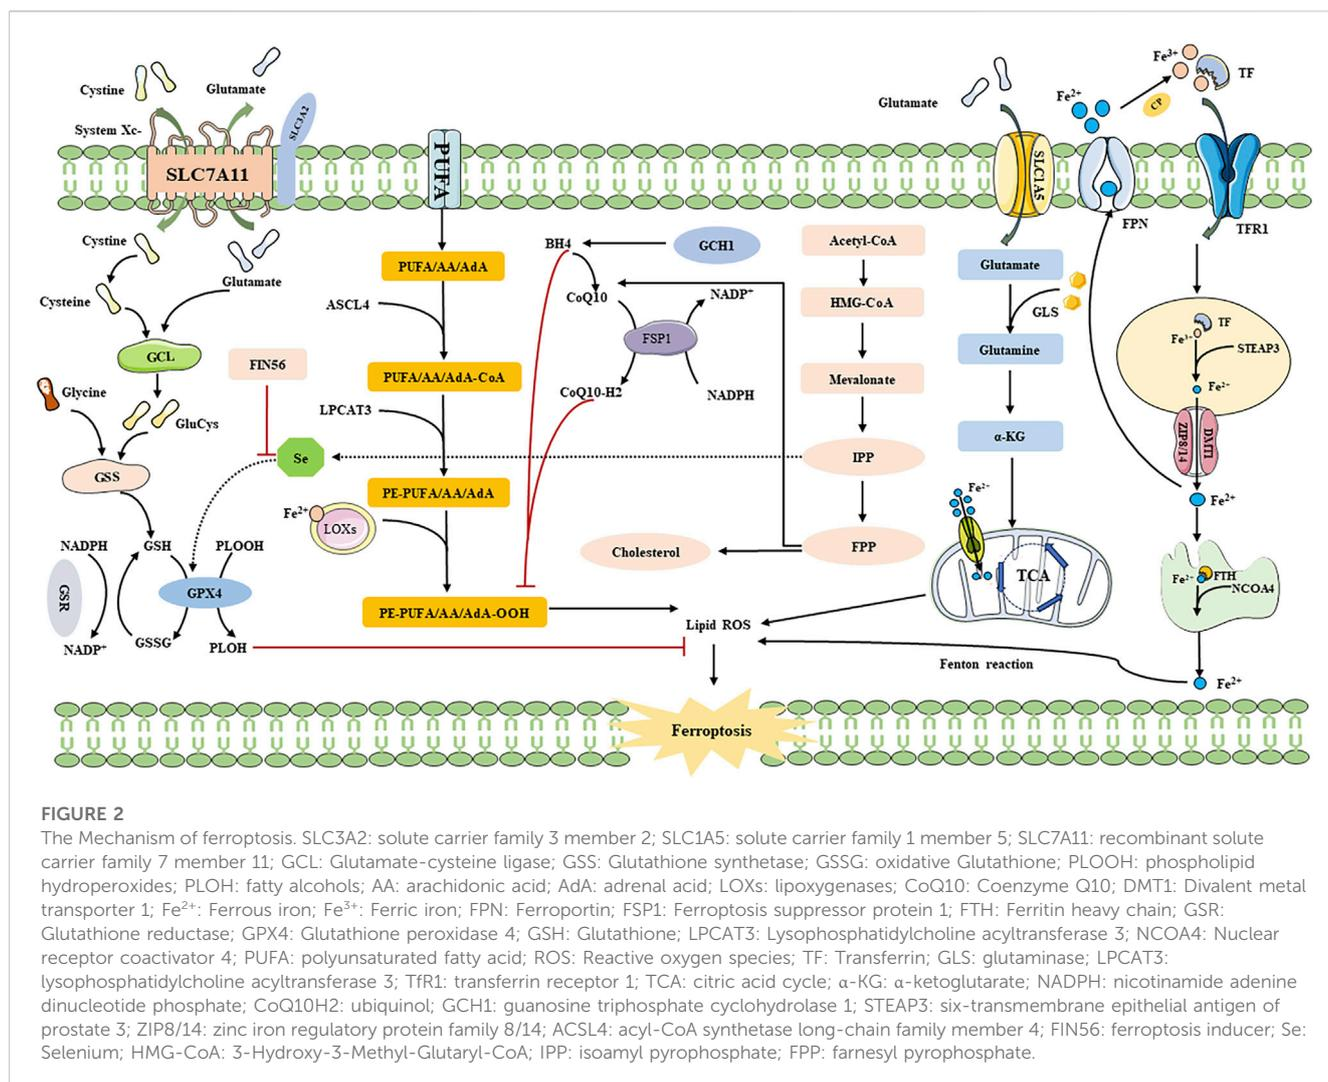 Cystine
Glutamate
System Xc-
SLC3A2
SLC7A11
PUFA
Glutamate
SLC1A5
Fe²⁺
CP
Fe³⁺
TF
FPN
TFR1
Cystine
Glutamate
Cysteine
GCL
Glycine
GluCys
GSS
FIN56
Se
NADPH
GSH
PLOOH
GSR
GPX4
NADP⁺
GSSG
PLOH
PUFA/AA/AdA
ASCL4
PUFA/AA/AdA-CoA
LPCAT3
PE-PUFA/AA/AdA
Fe²⁺
LOXs
PE-PUFA/AA/AdA-OOH
BH4
GCH1
CoQ10
NADP⁺
FSP1
CoQ10-H2
NADPH
Acetyl-CoA
HMG-CoA
Mevalonate
IPP
FPP
Cholesterol
Glutamate
GLS
Glutamine
α-KG
Fe²⁻
TCA
TF
Fe³⁺
STEAP3
Fe²⁻
ZIP8/14
DMT1
Fe²⁺
Fe²⁺
FTH
NCOA4
Fe²⁺
Lipid ROS
Fenton reaction
Ferroptosis
FIGURE 2
The Mechanism of ferroptosis. SLC3A2: solute carrier family 3 member 2; SLC1A5: solute carrier family 1 member 5; SLC7A11: recombinant solute
carrier family 7 member 11; GCL: Glutamate-cysteine ligase; GSS: Glutathione synthetase; GSSG: oxidative Glutathione; PLOOH: phospholipid
hydroperoxides; PLOH: fatty alcohols; AA: arachidonic acid; AdA: adrenal acid; LOXs: lipoxygenases; CoQ10: Coenzyme Q10; DMT1: Divalent metal
transporter 1; Fe²⁺: Ferrous iron; Fe³⁺: Ferric iron; FPN: Ferroportin; FSP1: Ferroptosis suppressor protein 1; FTH: Ferritin heavy chain; GSR:
Glutathione reductase; GPX4: Glutathione peroxidase 4; GSH: Glutathione; LPCAT3: Lysophosphatidylcholine acyltransferase 3; NCOA4: Nuclear
receptor coactivator 4; PUFA: polyunsaturated fatty acid; ROS: Reactive oxygen species; TF: Transferrin; GLS: glutaminase; LPCAT3:
lysophosphatidylcholine acyltransferase 3; TfR1: transferrin receptor 1; TCA: citric acid cycle; α-KG: α-ketoglutarate; NADPH: nicotinamide adenine
dinucleotide phosphate; CoQ10H2: ubiquinol; GCH1: guanosine triphosphate cyclohydrolase 1; STEAP3: six-transmembrane epithelial antigen of
prostate 3; ZIP8/14: zinc iron regulatory protein family 8/14; ACSL4: acyl-CoA synthetase long-chain family member 4; FIN56: ferroptosis inducer; Se:
Selenium; HMG-CoA: 3-Hydroxy-3-Methyl-Glutaryl-CoA; IPP: isoamyl pyrophosphate; FPP: farnesyl pyrophosphate.